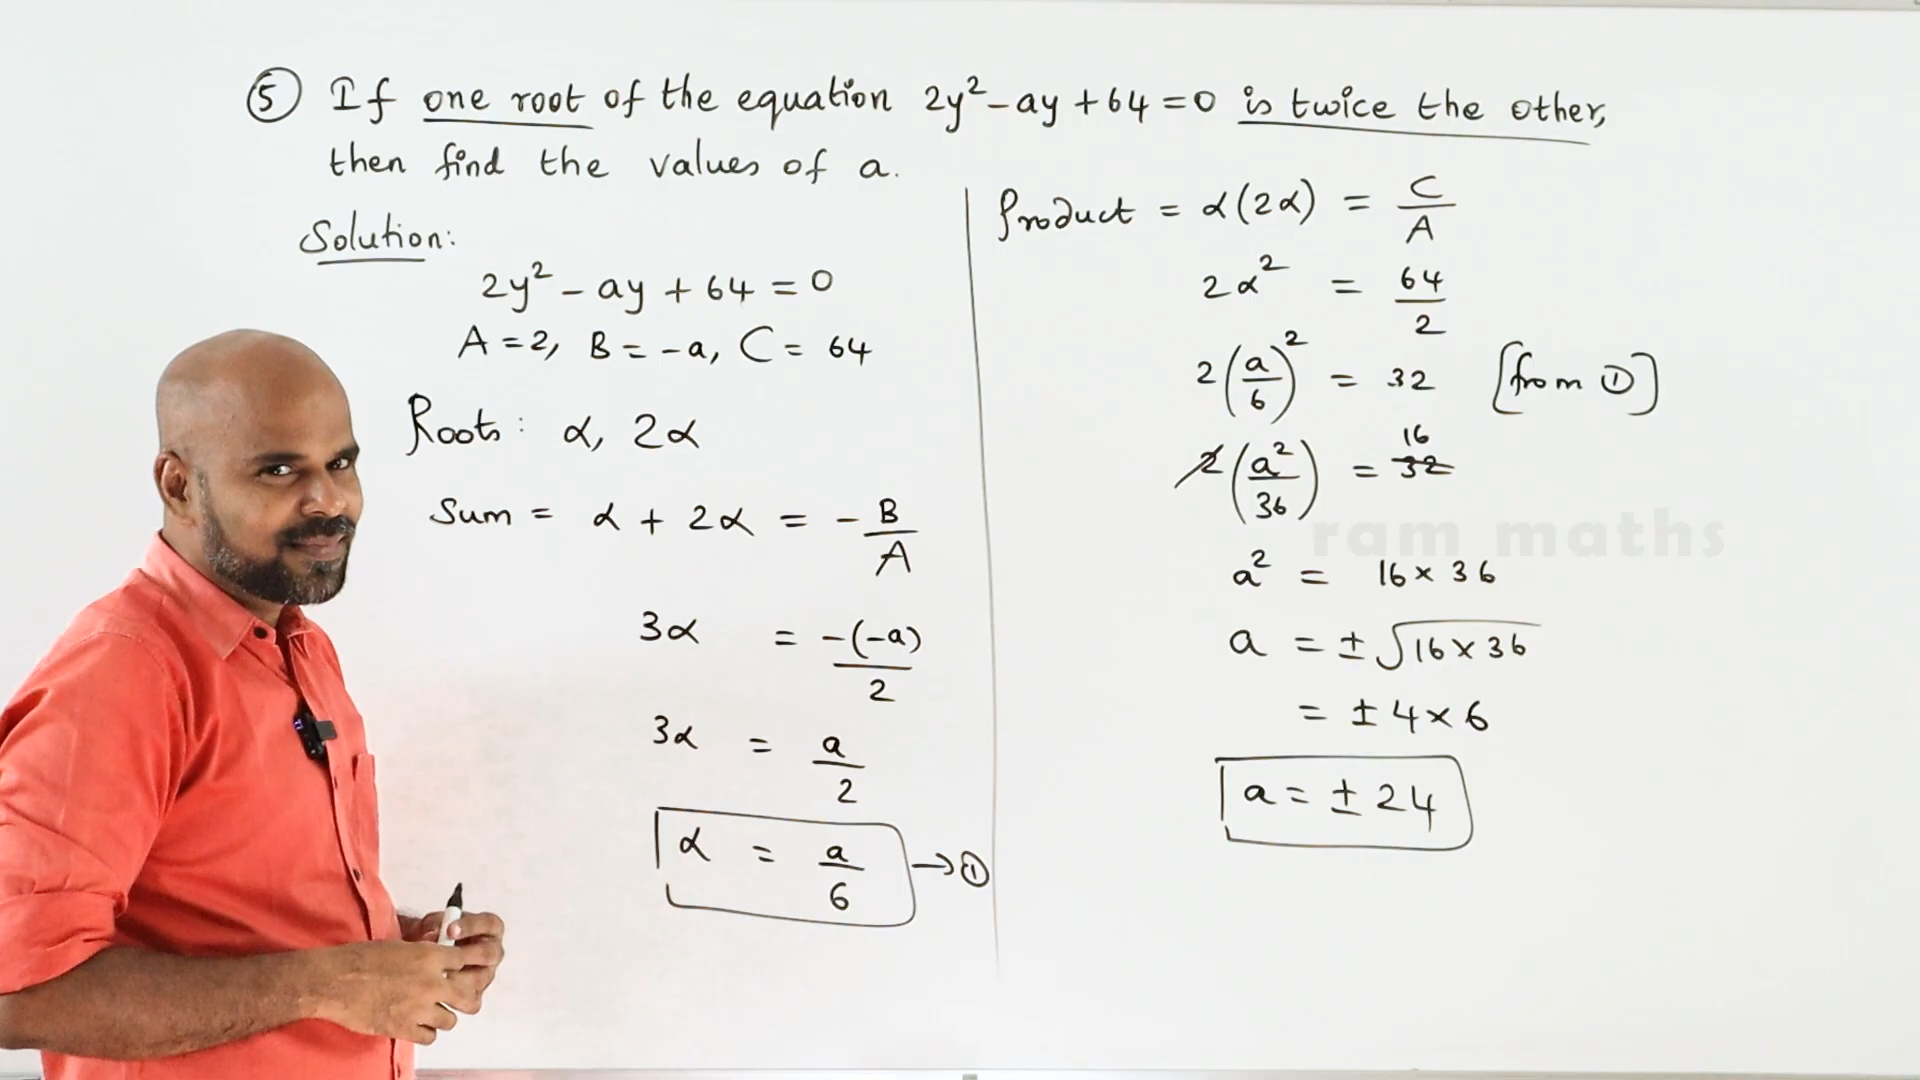 ⑤ If one root of the equation 2y² - ay + 64 = 0 is twice the other,
then find the values of a.
Solution:
2y² - ay + 64 = 0
A = 2, B = -a, C = 64
Roots: α, 2α
Sum = α + 2α = - B/A
3α = -(-a)/2
3α = a/2
α = a/6 → ①
Product = α(2α) = C/A
2α² = 64/2
2(a/6)² = 32 [from ①]
2(a²/36) = 32 16
ram maths
a² = 16 × 36
a = ± √16 × 36
= ± 4 × 6
a = ± 24